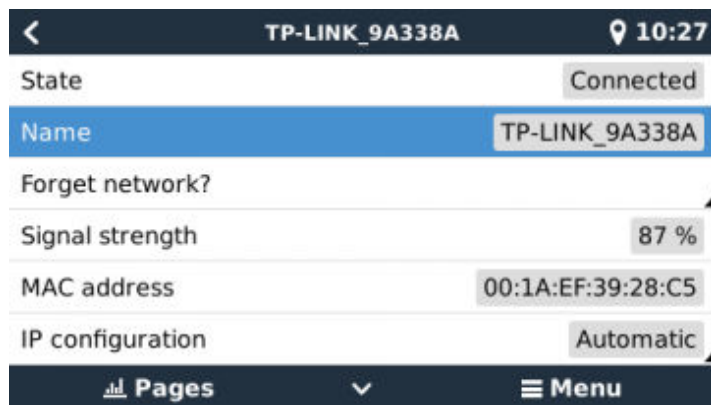 TP-LINK_9A338A 10:27
State Connected
Name TP-LINK_9A338A
Forget network?
Signal strength 87 %
MAC address 00:1A:EF:39:28:C5
IP configuration Automatic
Pages Menu